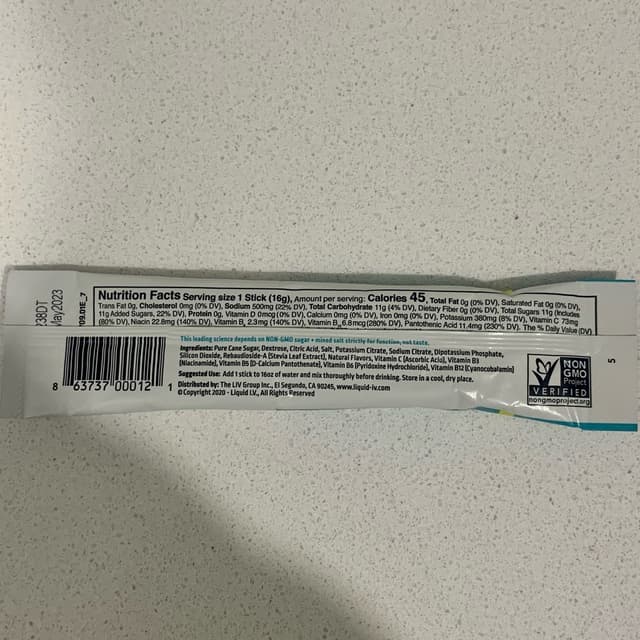 238DT
May2023
09.01E_7
Nutrition Facts Serving size 1 Stick (16g), Amount per serving: Calories 45, Total Fat 0g (0% DV), Saturated Fat 0g (0% DV),
Trans Fat 0g, Cholesterol 0mg (0% DV), Sodium 500mg (22% DV), Total Carbohydrate 11g (4% DV), Dietary Fiber 0g (0% DV), Total Sugars 11g (Includes
11g Added Sugars, 22% DV), Protein 0g, Vitamin D 0mcg (0% DV), Calcium 0mg (0% DV), Iron 0mg (0% DV), Potassium 380mg (8% DV), Vitamin C 73mg
(80% DV), Niacin 22.8mg (140% DV), Vitamin B6 2.3mg (140% DV), Vitamin B12 6.8mcg (280% DV), Pantothenic Acid 11.4mg (230% DV). The % Daily Value (DV)
This leading science depends on NON-GMO sugar + mined salt strictly for function, not taste.
Ingredients: Pure Cane Sugar, Dextrose, Citric Acid, Salt, Potassium Citrate, Sodium Citrate, Dipotassium Phosphate,
Silicon Dioxide, Rebaudioside-A (Stevia Leaf Extract), Natural Flavors, Vitamin C (Ascorbic Acid), Vitamin B3
(Niacinamide), Vitamin B5 (D-Calcium Pantothenate), Vitamin B6 (Pyridoxine Hydrochloride), Vitamin B12 (Cyanocobalamin)
Suggested Use: Add 1 stick to 16oz of water and mix thoroughly before drinking. Store in a cool, dry place.
Distributed by: The LIV Group Inc., El Segundo, CA 90245, www.liquid-iv.com
©Copyright 2020 - Liquid I.V., All Rights Reserved
8 63737 00012 1
NON
GMO
Project
VERIFIED
nongmoproject.org
5